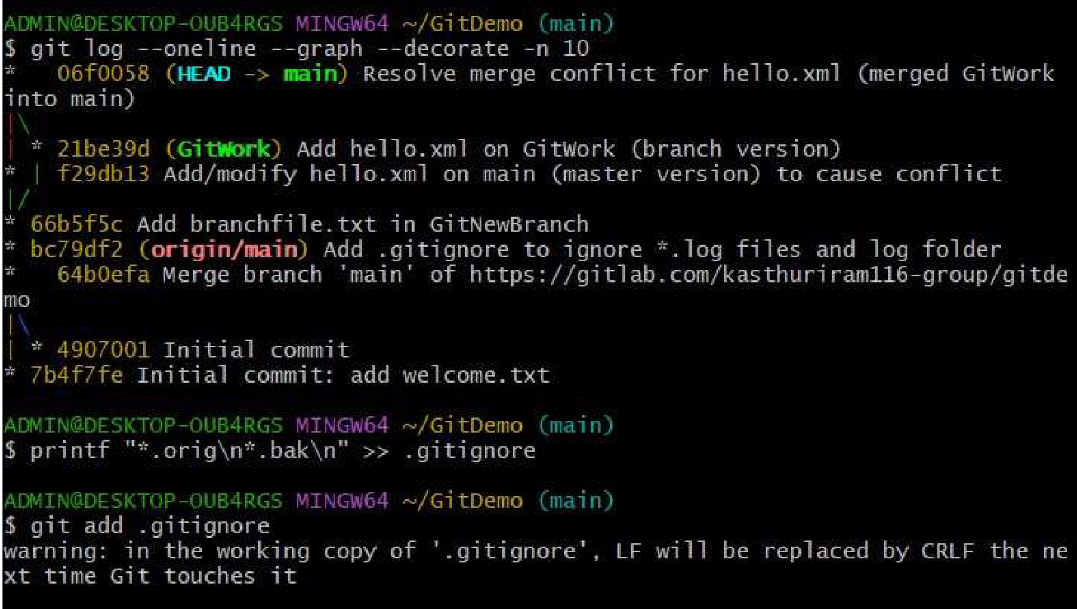 ADMIN@DESKTOP-OUB4RGS MINGW64 ~/GitDemo (main)
$ git log --oneline --graph --decorate -n 10
*   06f0058 (HEAD -> main) Resolve merge conflict for hello.xml (merged GitWork
into main)
|\
| * 21be39d (GitWork) Add hello.xml on GitWork (branch version)
* | f29db13 Add/modify hello.xml on main (master version) to cause conflict
|/
* 66b5f5c Add branchfile.txt in GitNewBranch
* bc79df2 (origin/main) Add .gitignore to ignore *.log files and log folder
*   64b0efa Merge branch 'main' of https://gitlab.com/kasthuriram116-group/gitde
mo
|\
| * 4907001 Initial commit
* 7b4f7fe Initial commit: add welcome.txt
ADMIN@DESKTOP-OUB4RGS MINGW64 ~/GitDemo (main)
$ printf "*.orig\n*.bak\n" >> .gitignore
ADMIN@DESKTOP-OUB4RGS MINGW64 ~/GitDemo (main)
$ git add .gitignore
warning: in the working copy of '.gitignore', LF will be replaced by CRLF the ne
xt time Git touches it